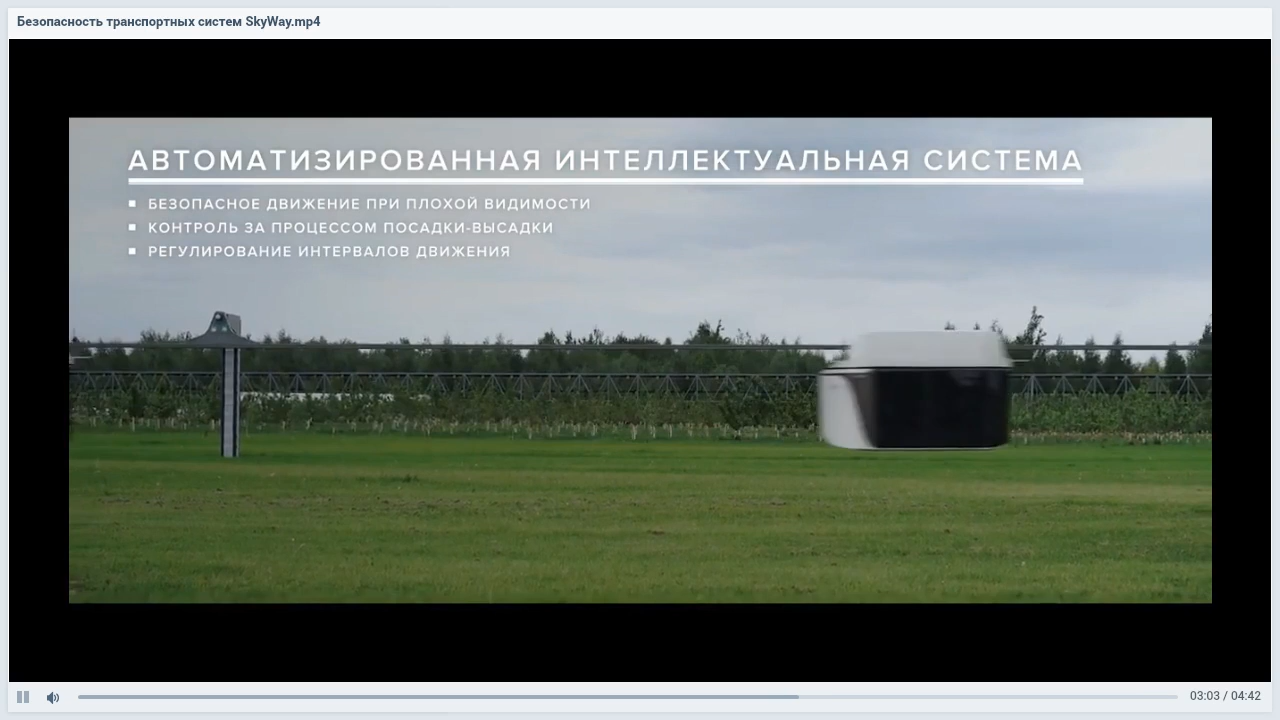 Безопасность транспортных систем SkyWay.mp4
АВТОМАТИЗИРОВАННАЯ ИНТЕЛЛЕКТУАЛЬНАЯ СИСТЕМА
БЕЗОПАСНОЕ ДВИЖЕНИЕ ПРИ ПЛОХОЙ ВИДИМОСТИ
КОНТРОЛЬ ЗА ПРОЦЕССОМ ПОСАДКИ-ВЫСАДКИ
РЕГУЛИРОВАНИЕ ИНТЕРВАЛОВ ДВИЖЕНИЯ
03:03 / 04:42